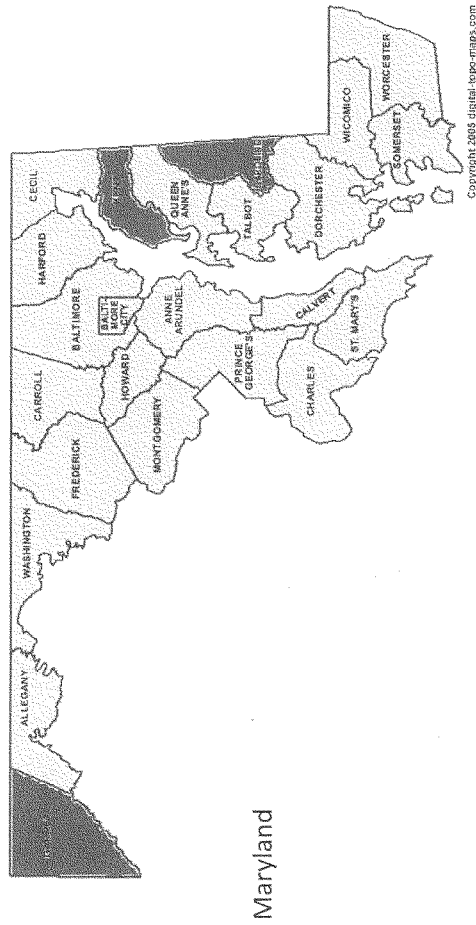 CECIL
HARFORD
BALTIMORE
BALTI-
MORE
CITY
CARROLL
HOWARD
FREDERICK
MONTGOMERY
WASHINGTON
ALLEGANY
QUEEN
ANNE'S
TALBOT
ANNE
ARUNDEL
PRINCE
GEORGE'S
CALVERT
CHARLES
ST. MARY'S
DORCHESTER
WICOMICO
WORCESTER
SOMERSET
Maryland
Copyright 2005 digital-topo-maps.com